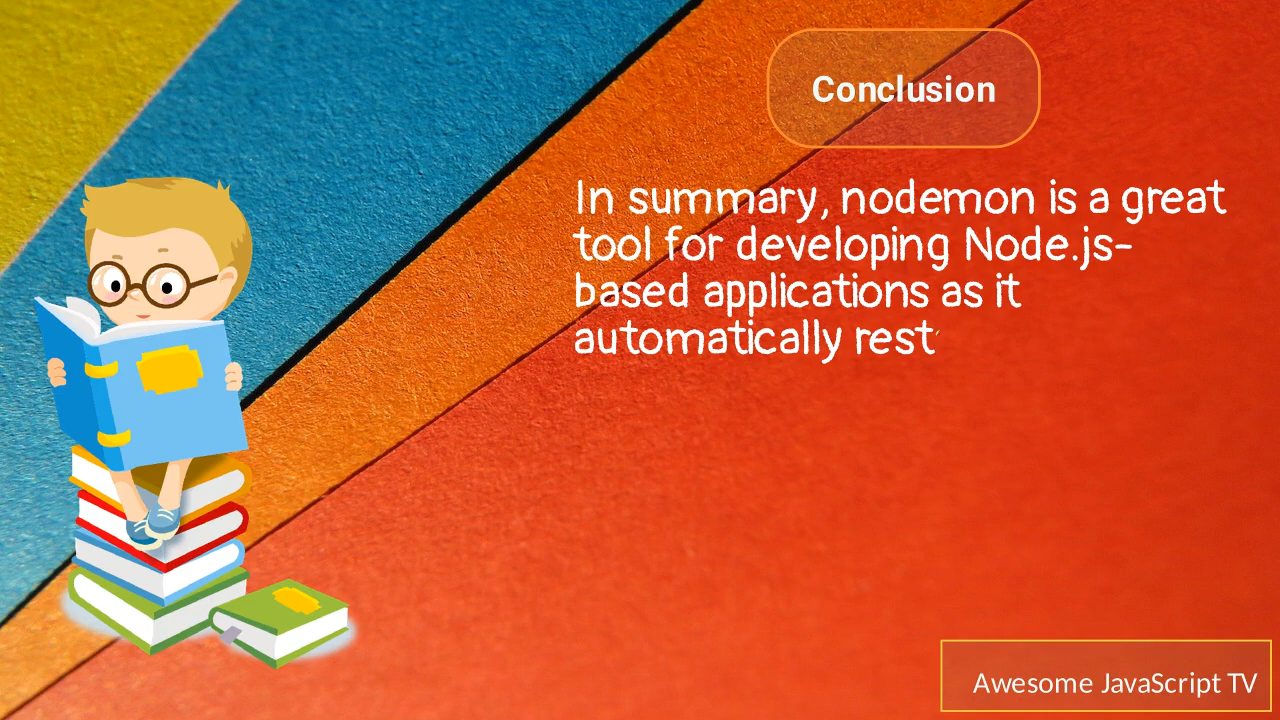 Conclusion
In summary, nodemon is a great
tool for developing Node.js-
based applications as it
automatically rest
Awesome JavaScript TV